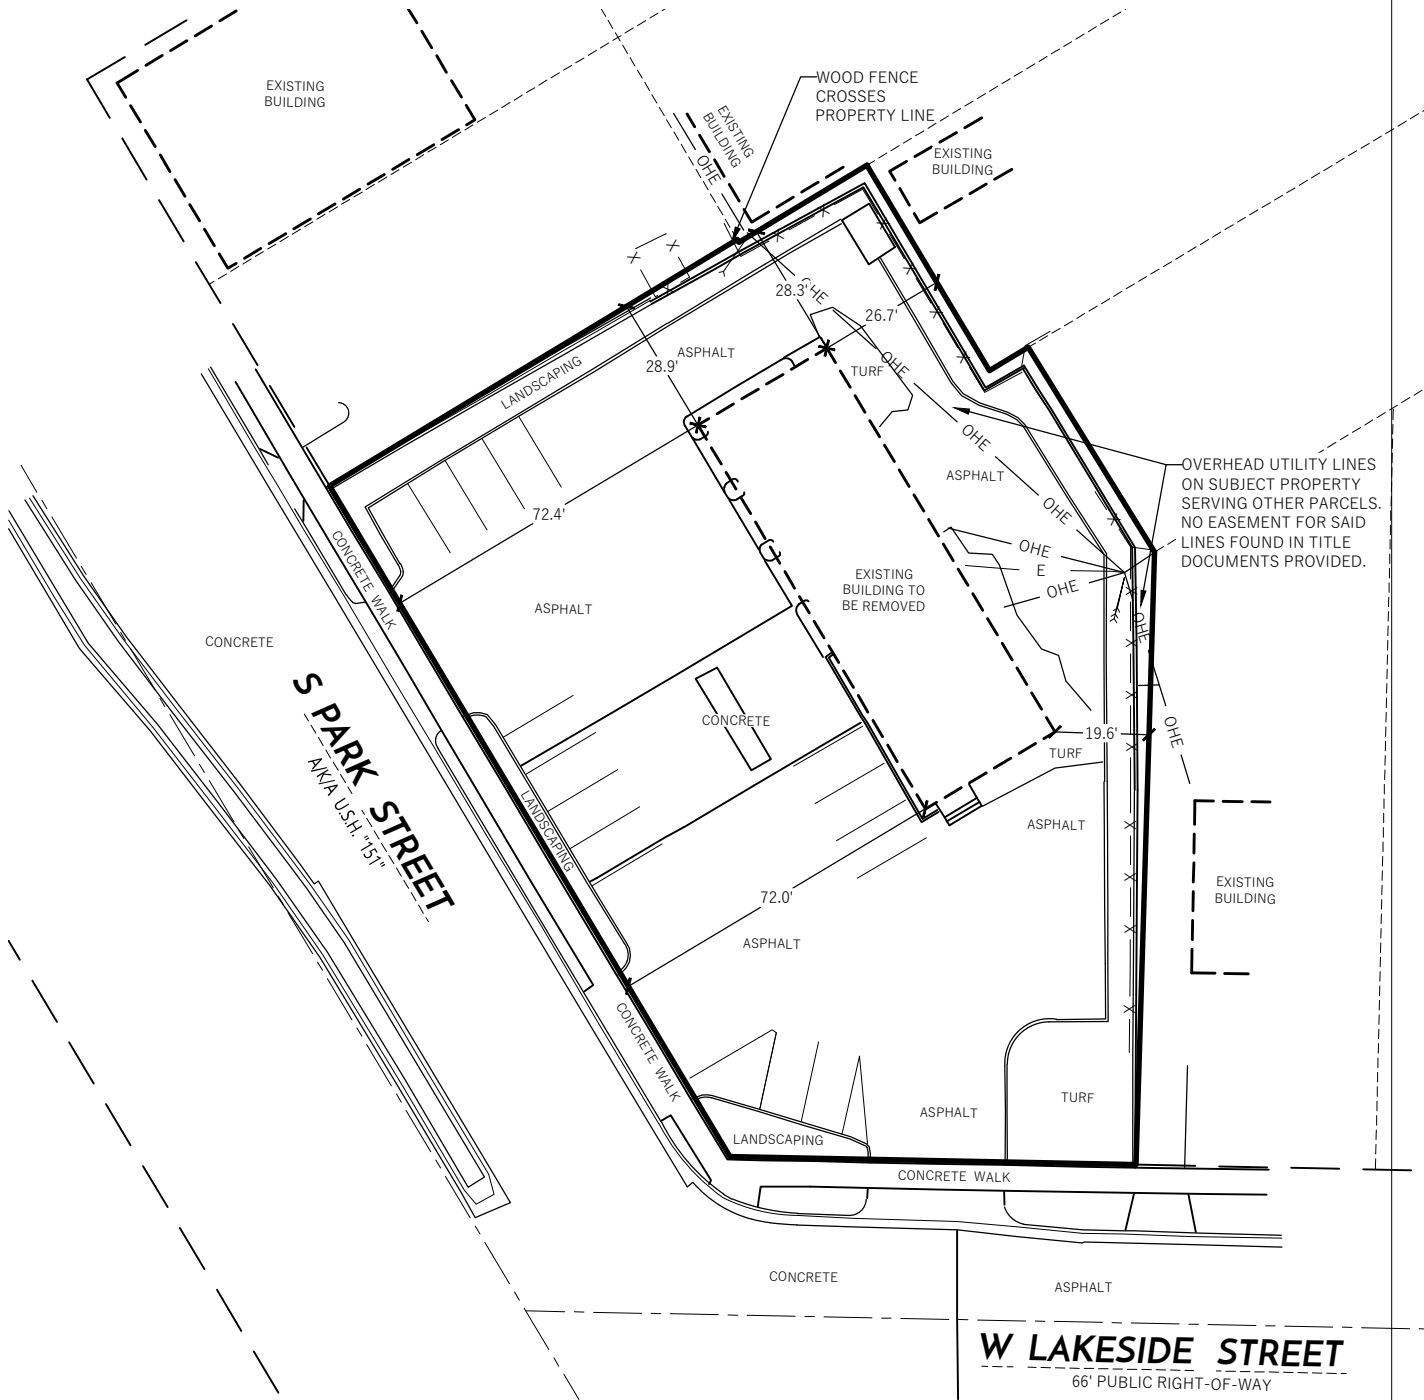 EXISTING
BUILDING
WOOD FENCE
CROSSES
PROPERTY LINE
EXISTING
BUILDING
OHE
EXISTING
BUILDING
X
X
X
X
X
X
X
X
X
28.3'
OHE
26.7'
ASPHALT
28.9'
LANDSCAPING
TURF
OHE
OHE
ASPHALT
OVERHEAD UTILITY LINES
ON SUBJECT PROPERTY
SERVING OTHER PARCELS.
NO EASEMENT FOR SAID
LINES FOUND IN TITLE
DOCUMENTS PROVIDED.
72.4'
OHE
X
OHE
E
OHE
CONCRETE WALK
EXISTING
BUILDING TO
BE REMOVED
ASPHALT
X
OHE
X
CONCRETE
S PARK STREET
A/K/A U.S.H. "151"
X
CONCRETE
19.6'
OHE
TURF
X
LANDSCAPING
ASPHALT
X
X
EXISTING
BUILDING
72.0'
X
ASPHALT
X
CONCRETE WALK
TURF
ASPHALT
LANDSCAPING
CONCRETE WALK
CONCRETE
ASPHALT
W LAKESIDE STREET
66' PUBLIC RIGHT-OF-WAY